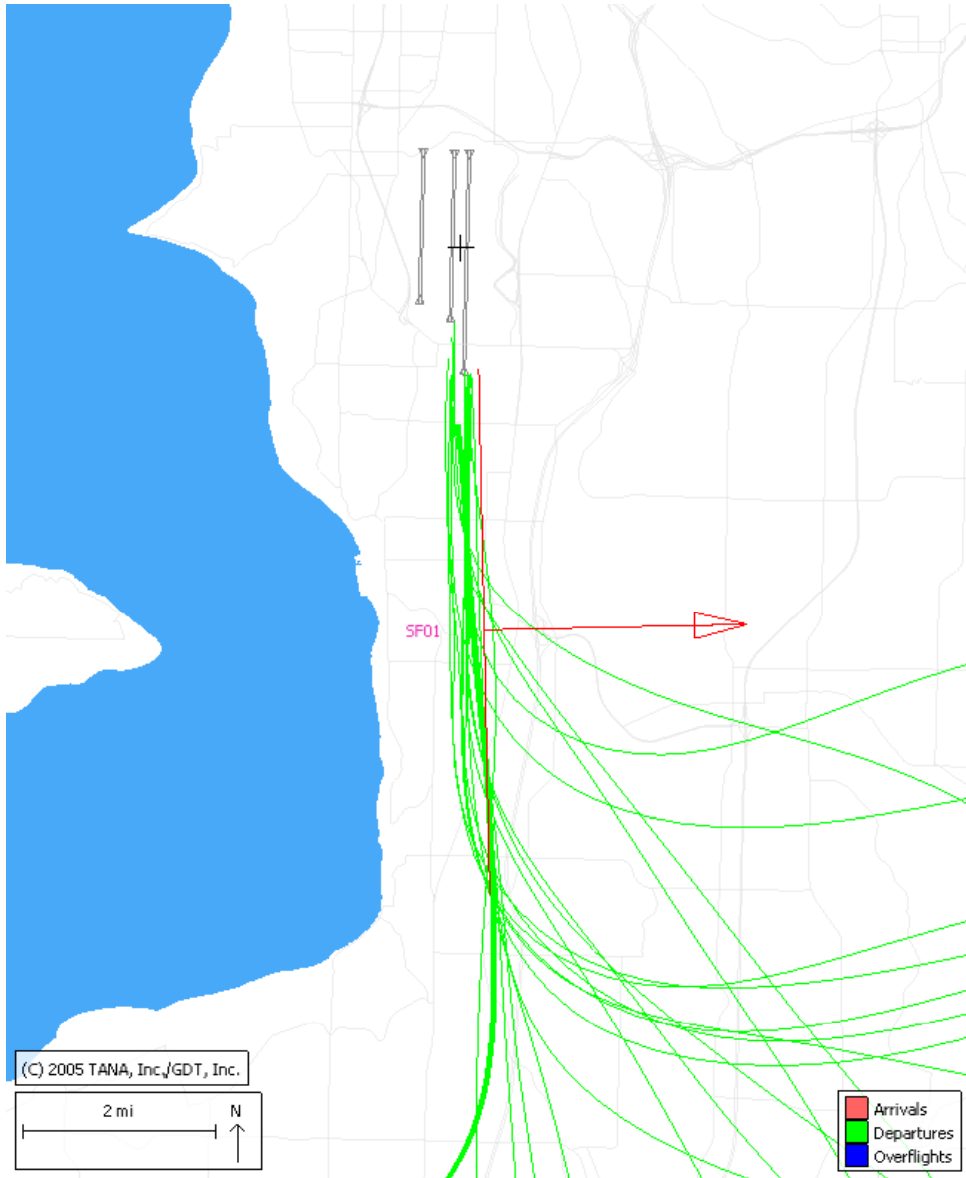 SF01
(C) 2005 TANA, Inc./GDT, Inc.
2 mi
N
Arrivals
Departures
Overflights